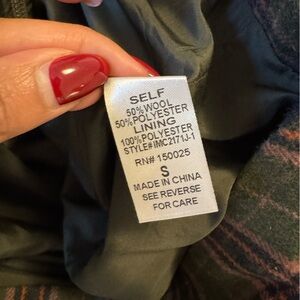 SELF
50% WOOL
50% POLYESTER
LINING
100% POLYESTER
STYLE# IMC2171J-1
RN# 150025
S
MADE IN CHINA
SEE REVERSE
FOR CARE